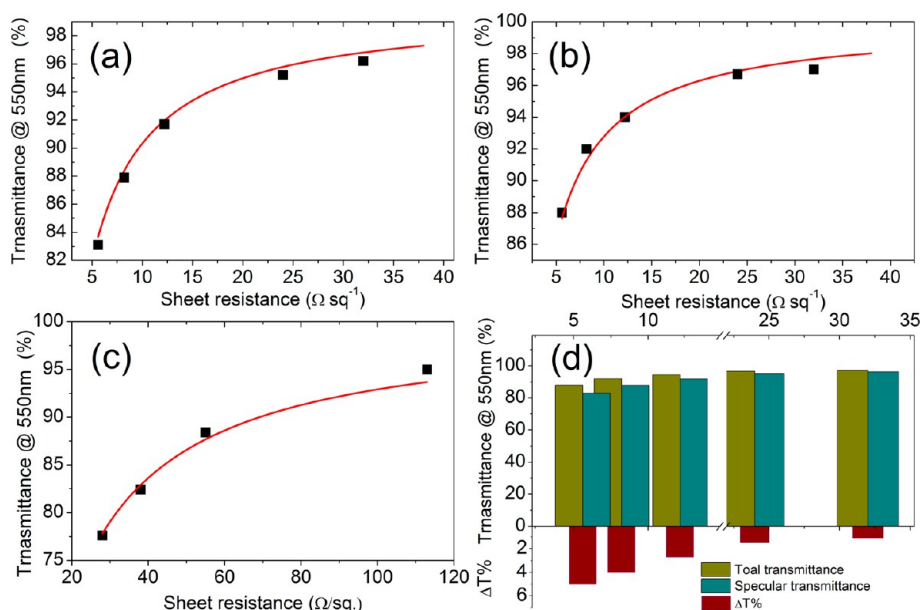 (a)
Trnasmittance @ 550nm (%)
96
94
92
90
88
86
84
82
5 10 15 20 25 30 35 40
Sheet resistance (Ω sq⁻¹)
(b)
Trnasmittance @ 550nm (%)
98
96
94
92
90
88
86
5 10 15 20 25 30 35 40
Sheet resistance (Ω sq⁻¹)
(c)
Trnasmittance @ 550nm (%)
100
95
90
85
80
75
20 40 60 80 100 120
Sheet resistance (Ω/sq.)
(d)
5 10 25 30 35
Trnasmittance @ 550nm (%)
100
80
60
40
20
0
ΔT%
2
4
6
Toal transmittance
Specular transmittance
ΔT%